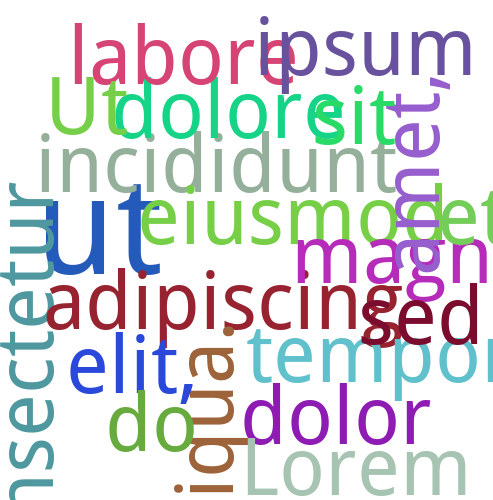 labore
ipsum
Ut
dolore
sit
amet,
incididunt
ut
eiusmod
et
magn
nsectetur
adipiscing
sed
tempor
elit,
iqua.
do
dolor
Lorem